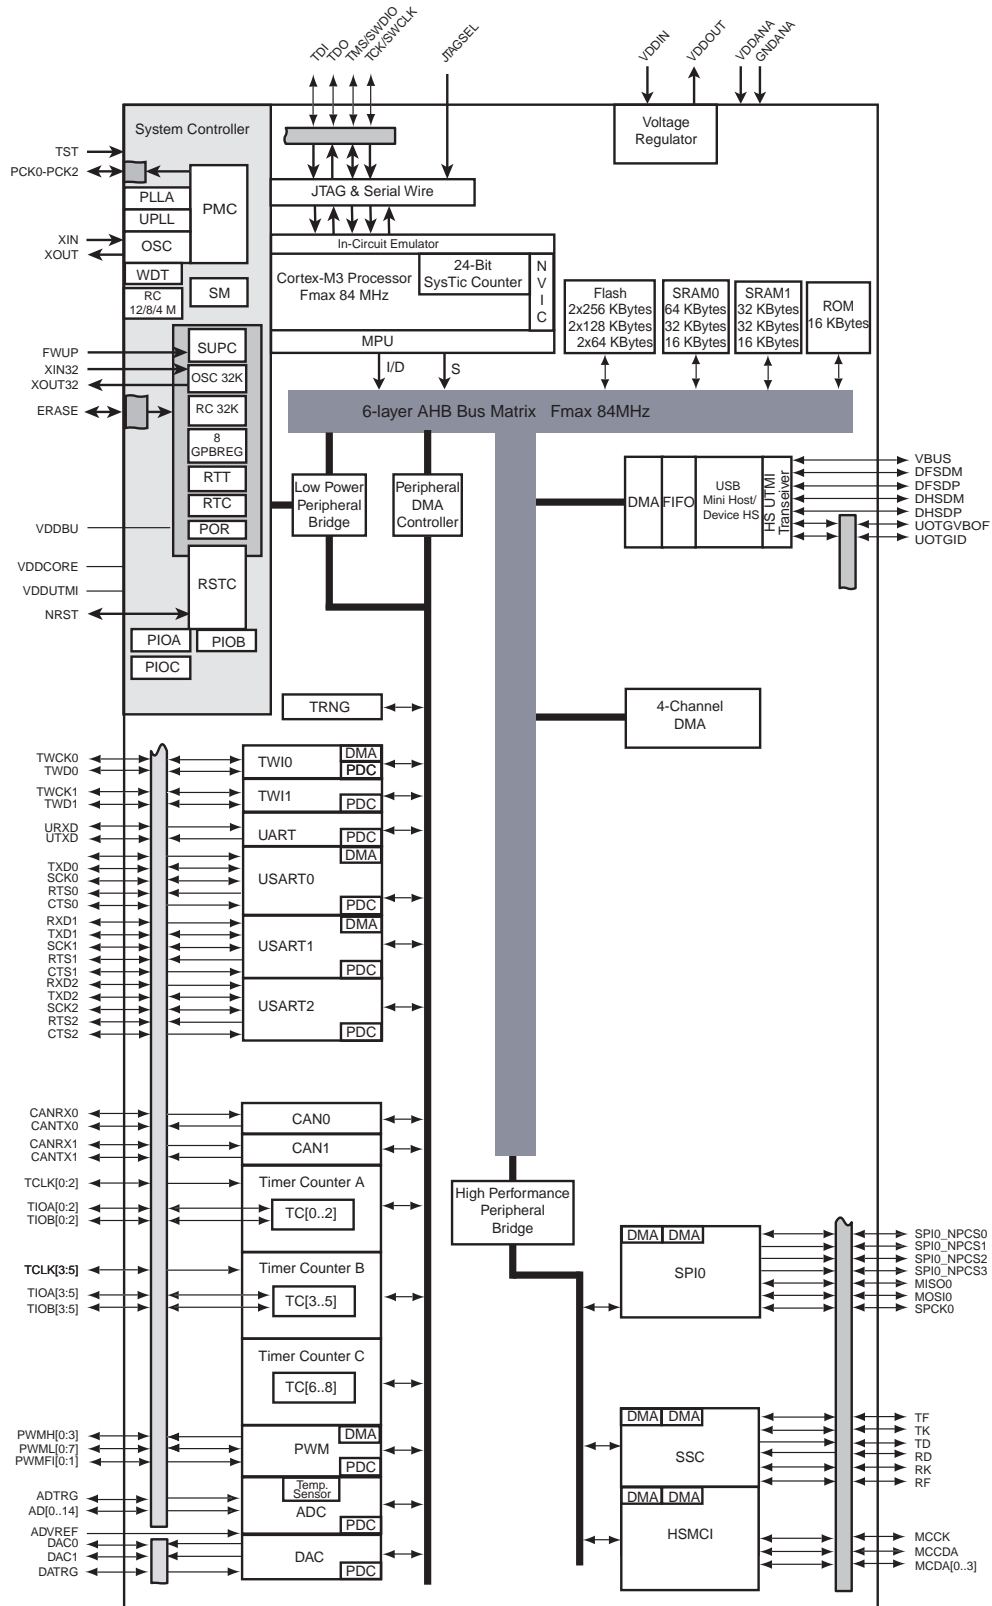 TDI
TDO
TMS/SWDIO
TCK/SWCLK
JTAGSEL
VDDIN
VDDOUT
VDDANA
GNDANA
System Controller
Voltage
Regulator
TST
PCK0-PCK2
PMC
PLLA
UPLL
OSC
XIN
XOUT
WDT
RC
12/8/4 M
SM
JTAG & Serial Wire
In-Circuit Emulator
Cortex-M3 Processor
Fmax 84 MHz
24-Bit
SysTic Counter
N
V
I
C
MPU
I/D
S
Flash
2x256 KBytes
2x128 KBytes
2x64 KBytes
SRAM0
64 KBytes
32 KBytes
16 KBytes
SRAM1
32 KBytes
32 KBytes
16 KBytes
ROM
16 KBytes
FWUP
XIN32
XOUT32
ERASE
SUPC
OSC 32K
RC 32K
8
GPBREG
RTT
RTC
POR
VDDBU
VDDCORE
VDDUTMI
NRST
RSTC
PIOA
PIOB
PIOC
6-layer AHB Bus Matrix Fmax 84MHz
Low Power
Peripheral
Bridge
Peripheral
DMA
Controller
DMA
FIFO
USB
Mini Host/
Device HS
HS UTMI
Transeiver
VBUS
DFSDM
DFSDP
DHSDM
DHSDP
UOTGVBOF
UOTGID
TRNG
4-Channel
DMA
TWCK0
TWD0
TWI0
DMA
PDC
TWCK1
TWD1
TWI1
PDC
URXD
UTXD
UART
PDC
TXD0
SCK0
RTS0
CTS0
USART0
DMA
PDC
RXD1
TXD1
SCK1
RTS1
CTS1
USART1
DMA
PDC
RXD2
TXD2
SCK2
RTS2
CTS2
USART2
PDC
CANRX0
CANTX0
CAN0
CANRX1
CANTX1
CAN1
TCLK[0:2]
TIOA[0:2]
TIOB[0:2]
Timer Counter A
TC[0..2]
TCLK[3:5]
TIOA[3:5]
TIOB[3:5]
Timer Counter B
TC[3..5]
Timer Counter C
TC[6..8]
PWMH[0:3]
PWML[0:7]
PWMFI[0:1]
PWM
DMA
PDC
ADTRG
AD[0..14]
ADVREF
Temp.
Sensor
ADC
PDC
DAC0
DAC1
DATRG
DAC
PDC
High Performance
Peripheral
Bridge
DMA
DMA
SPI0
SPI0_NPCS0
SPI0_NPCS1
SPI0_NPCS2
SPI0_NPCS3
MISO0
MOSI0
SPCK0
DMA
DMA
SSC
TF
TK
TD
RD
RK
RF
DMA
DMA
HSMCI
MCCK
MCCDA
MCDA[0..3]